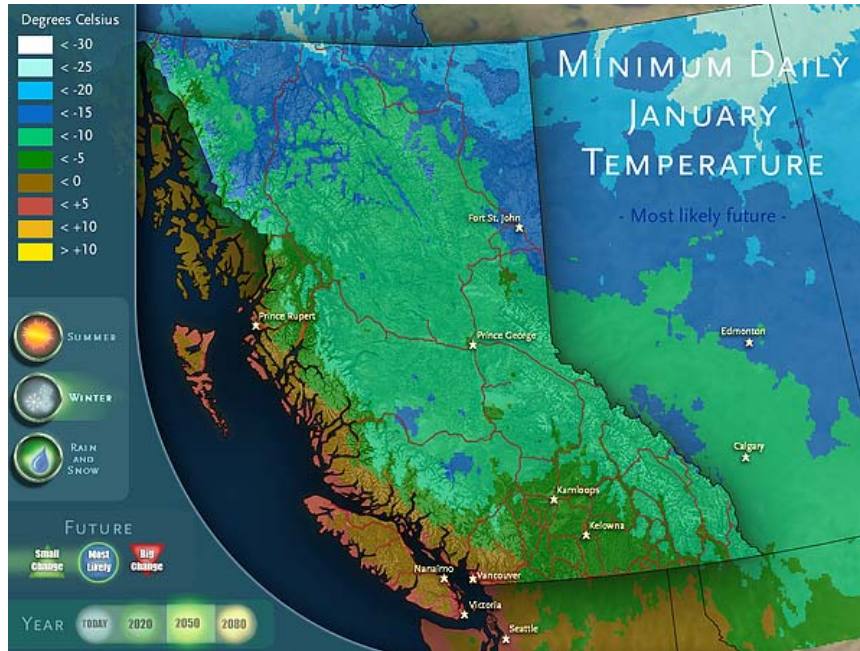 Degrees Celsius
< -30
< -25
< -20
< -15
< -10
< -5
< 0
< +5
< +10
> +10
MINIMUM DAILY
JANUARY
TEMPERATURE
- Most likely future -
Fort St. John
Prince Rupert
Prince George
Edmonton
Calgary
Kamloops
Kelowna
Nanaimo
Vancouver
Victoria
Seattle
SUMMER
WINTER
RAIN
AND
SNOW
FUTURE
Small
Change
Most
Likely
Big
Change
YEAR
TODAY
2020
2050
2080